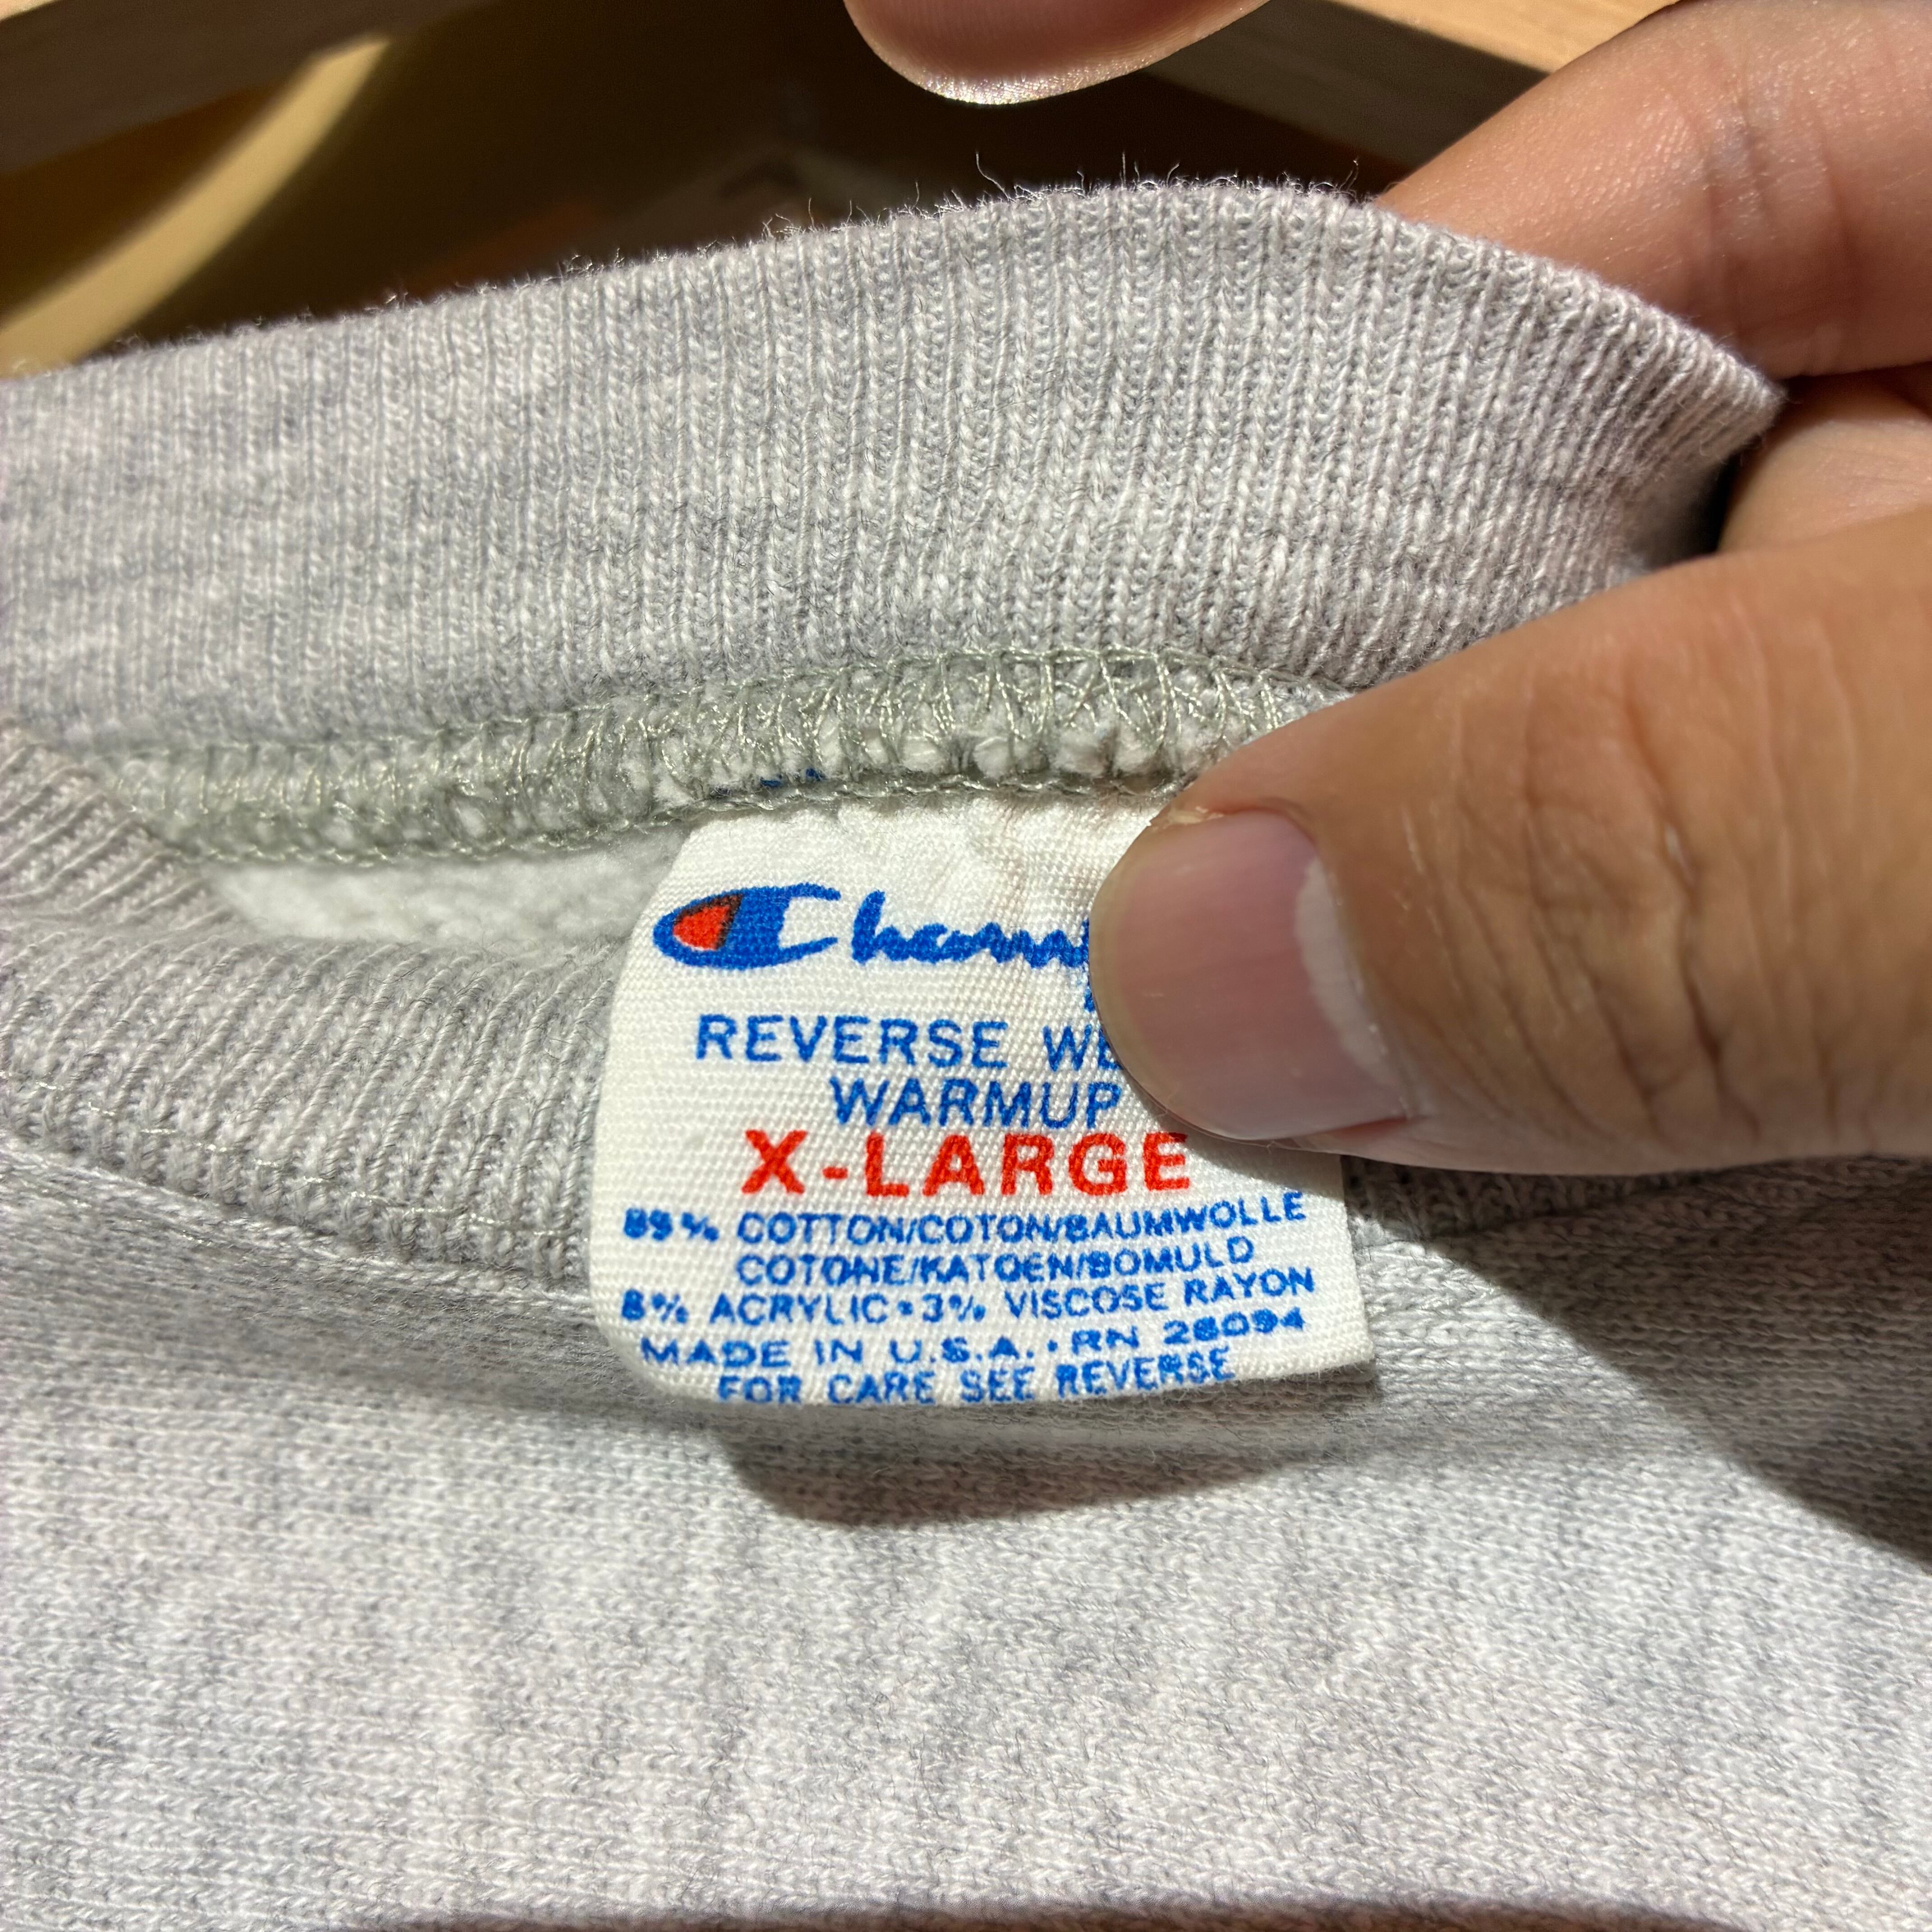 Champ
REVERSE WE
WARMUP
X-LARGE
89% COTTON/COTON/BAUMWOLLE
COTONE/KATOEN/BOMULD
8% ACRYLIC • 3% VISCOSE RAYON
MADE IN U.S.A. • RN 26094
FOR CARE SEE REVERSE